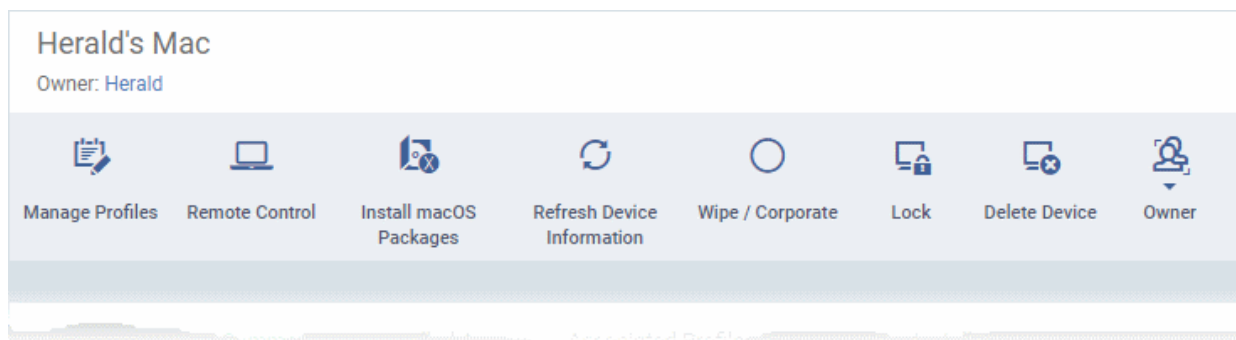 Herald's Mac
Owner: Herald
Manage Profiles
Remote Control
Install macOS
Packages
Refresh Device
Information
Wipe / Corporate
Lock
Delete Device
Owner